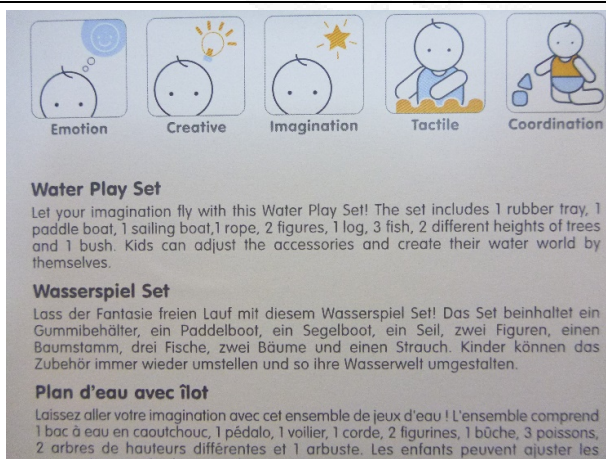 Emotion Creative Imagination Tactile Coordination
Water Play Set
Let your imagination fly with this Water Play Set! The set includes 1 rubber tray, 1
paddle boat, 1 sailing boat,1 rope, 2 figures, 1 log, 3 fish, 2 different heights of trees
and 1 bush. Kids can adjust the accessories and create their water world by
themselves.
Wasserspiel Set
Lass der Fantasie freien Lauf mit diesem Wasserspiel Set! Das Set beinhaltet ein
Gummibehälter, ein Paddelboot, ein Segelboot, ein Seil, zwei Figuren, einen
Baumstamm, drei Fische, zwei Bäume und einen Strauch. Kinder können das
Zubehör immer wieder umstellen und so ihre Wasserwelt umgestalten.
Plan d'eau avec îlot
Laissez aller votre imagination avec cet ensemble de jeux d'eau ! L'ensemble comprend
1 bac à eau en caoutchouc, 1 pédalo, 1 voilier, 1 corde, 2 figurines, 1 bûche, 3 poissons,
2 arbres de hauteurs différentes et 1 arbuste. Les enfants peuvent ajuster les